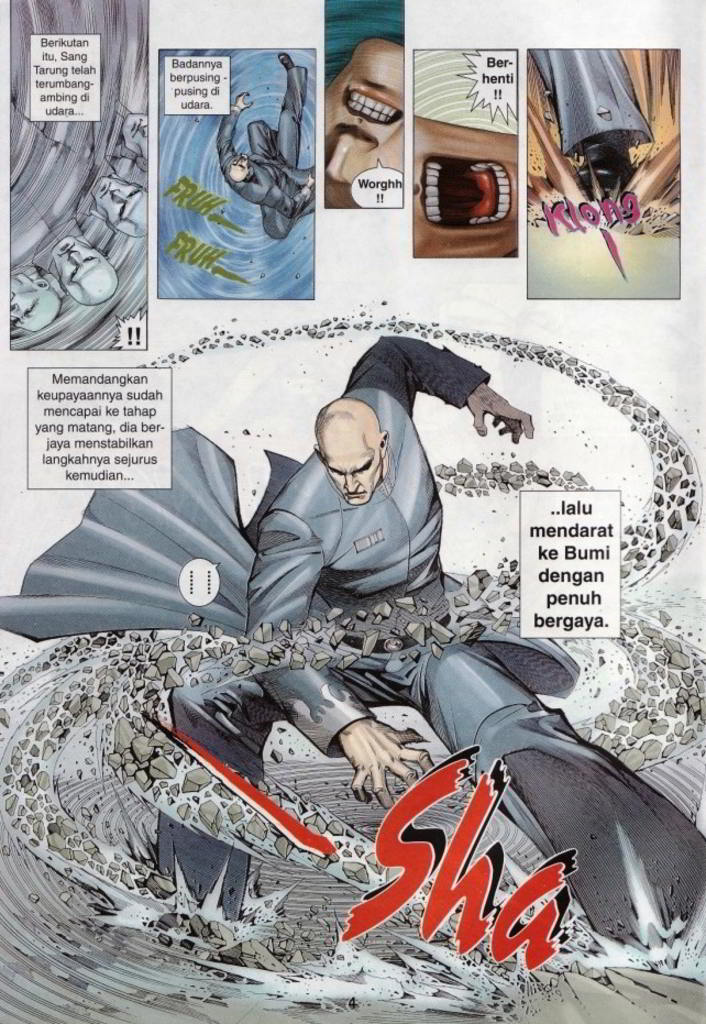 Berikutan
itu, Sang
Tarung telah
terumbang-
ambing di
udara...
!!
Badannya
berpusing -
pusing di
udara.
FRUH..
FRUH..
Worghh
!!
Ber-
henti
!!
Klong
Memandangkan
keupayaannya sudah
mencapai ke tahap
yang matang, dia ber-
jaya menstabilkan
langkahnya sejurus
kemudian...
......
..lalu
mendarat
ke Bumi
dengan
penuh
bergaya.
Sha
4